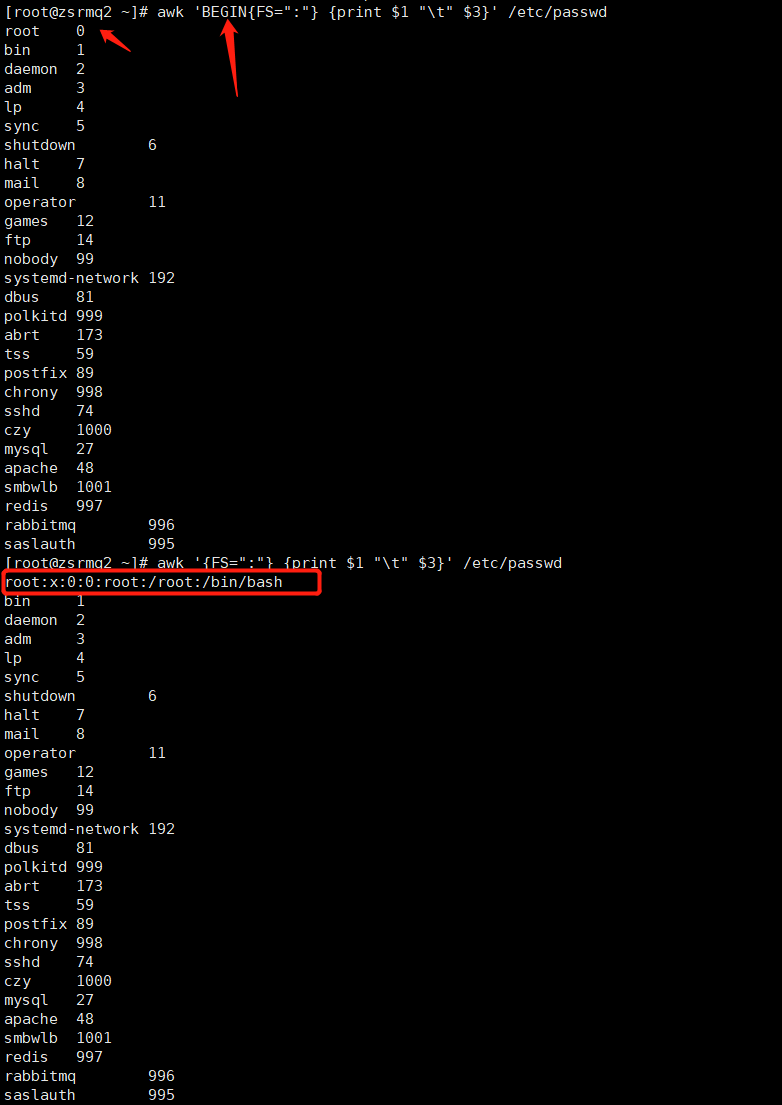 [root@zsrmq2 ~]# awk 'BEGIN{FS=":"} {print $1 "\t" $3}' /etc/passwd
root    0
bin     1
daemon  2
adm     3
lp      4
sync    5
shutdown        6
halt    7
mail    8
operator        11
games   12
ftp     14
nobody  99
systemd-network 192
dbus    81
polkitd 999
abrt    173
tss     59
postfix 89
chrony  998
sshd    74
czy     1000
mysql   27
apache  48
smbwlb  1001
redis   997
rabbitmq        996
saslauth        995
[root@zsrmq2 ~]# awk '{FS=":"} {print $1 "\t" $3}' /etc/passwd
root:x:0:0:root:/root:/bin/bash
bin     1
daemon  2
adm     3
lp      4
sync    5
shutdown        6
halt    7
mail    8
operator        11
games   12
ftp     14
nobody  99
systemd-network 192
dbus    81
polkitd 999
abrt    173
tss     59
postfix 89
chrony  998
sshd    74
czy     1000
mysql   27
apache  48
smbwlb  1001
redis   997
rabbitmq        996
saslauth        995